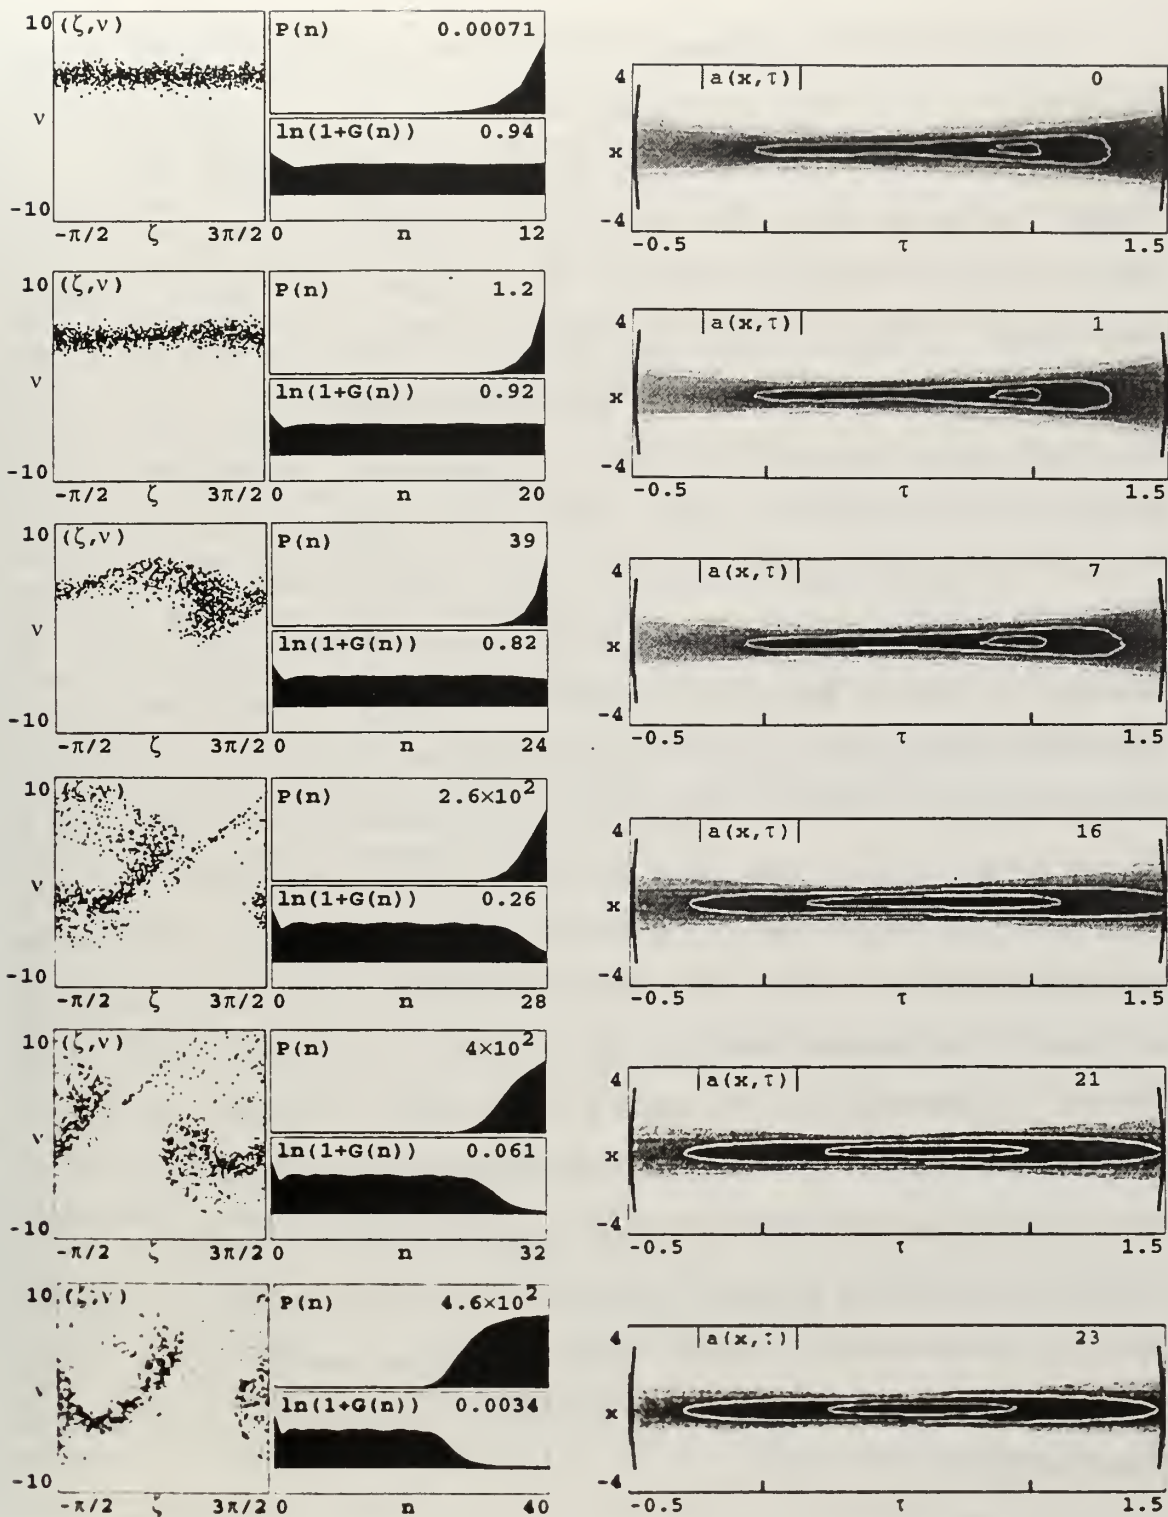 10 (ζ,ν) P(n) 0.00071
ν ln(1+G(n)) 0.94
-10
-π/2 ζ 3π/2 0 n 12
4 |a(x,τ)| 0
x
-4
-0.5 τ 1.5
10 (ζ,ν) P(n) 1.2
ν ln(1+G(n)) 0.92
-10
-π/2 ζ 3π/2 0 n 20
4 |a(x,τ)| 1
x
-4
-0.5 τ 1.5
10 (ζ,ν) P(n) 39
ν ln(1+G(n)) 0.82
-10
-π/2 ζ 3π/2 0 n 24
4 |a(x,τ)| 7
x
-4
-0.5 τ 1.5
10 (ζ,ν) P(n) 2.6×10²
ν ln(1+G(n)) 0.26
-10
-π/2 ζ 3π/2 0 n 28
4 |a(x,τ)| 16
x
-4
-0.5 τ 1.5
10 (ζ,ν) P(n) 4×10²
ν ln(1+G(n)) 0.061
-10
-π/2 ζ 3π/2 0 n 32
4 |a(x,τ)| 21
x
-4
-0.5 τ 1.5
10 (ζ,ν) P(n) 4.6×10²
ν ln(1+G(n)) 0.0034
-10
-π/2 ζ 3π/2 0 n 40
4 |a(x,τ)| 23
x
-4
-0.5 τ 1.5